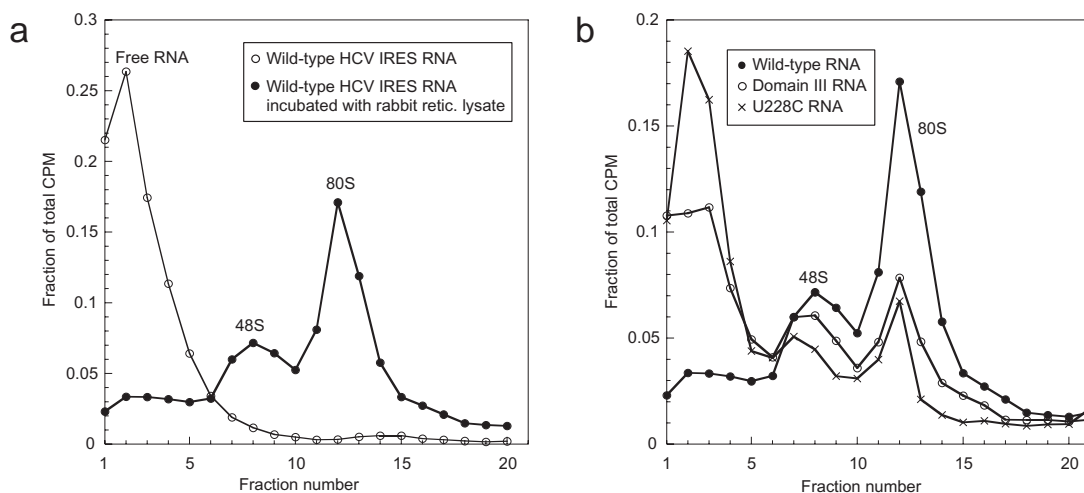 a
Fraction of total CPM
0.3
0.25
0.2
0.15
0.1
0.05
0
Free RNA
Wild-type HCV IRES RNA
Wild-type HCV IRES RNA
incubated with rabbit retic. lysate
48S
80S
1 5 10 15 20
Fraction number
b
Fraction of total CPM
0.2
0.15
0.1
0.05
0
Wild-type RNA
Domain III RNA
U228C RNA
80S
48S
1 5 10 15 20
Fraction number